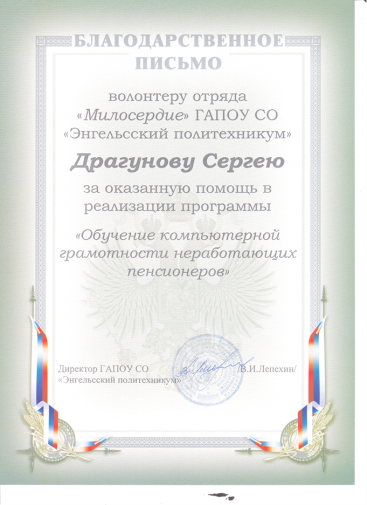 БЛАГОДАРСТВЕННОЕ
ПИСЬМО
волонтеру отряда
«Милосердие» ГАПОУ СО
«Энгельсский политехникум»
Драгунову Сергею
за оказанную помощь в
реализации программы
«Обучение компьютерной
грамотности неработающих
пенсионеров»
Директор ГАПОУ СО
«Энгельсский политехникум»
/В.И.Лепехин/